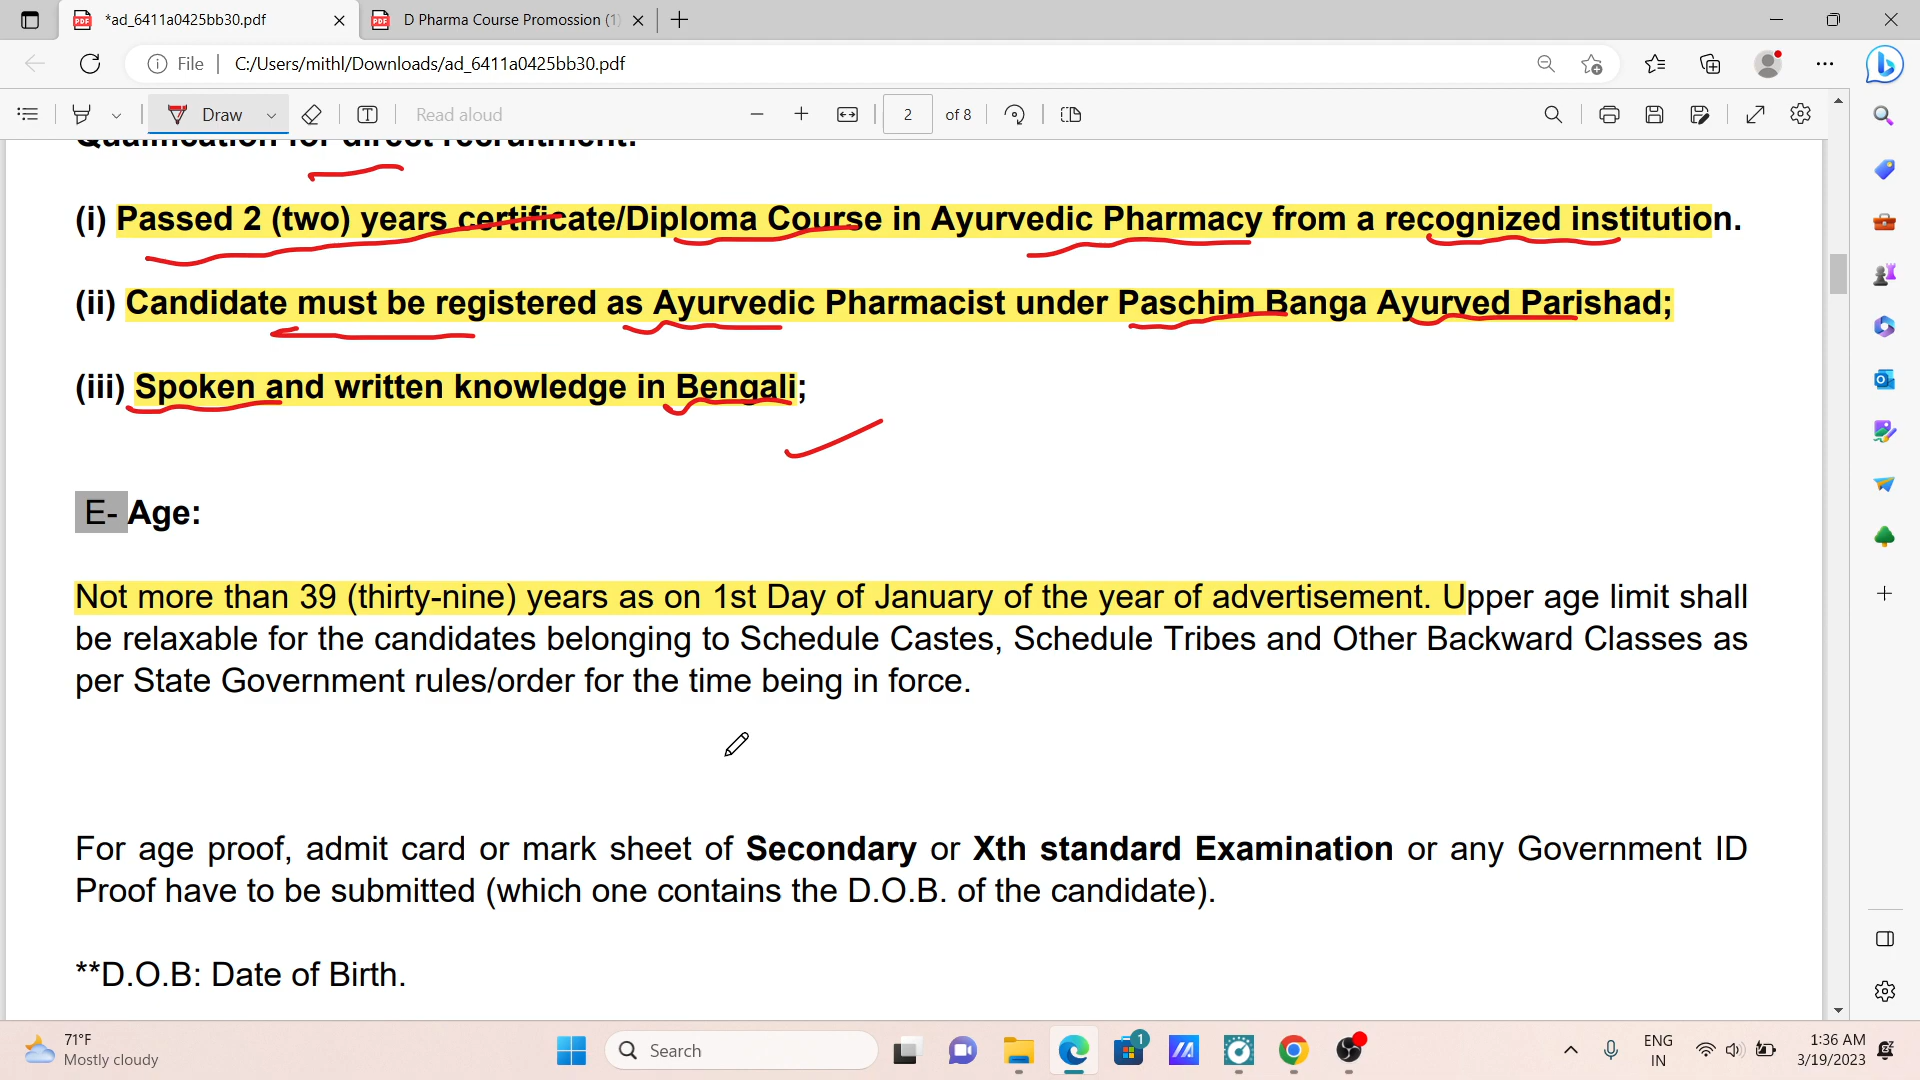 *ad_6411a0425bb30.pdf
D Pharma Course Promossion (1)
File
C:/Users/mithl/Downloads/ad_6411a0425bb30.pdf
Draw
Read aloud
2 of 8
Qualification for direct recruitment:
(i) Passed 2 (two) years certificate/Diploma Course in Ayurvedic Pharmacy from a recognized institution.
(ii) Candidate must be registered as Ayurvedic Pharmacist under Paschim Banga Ayurved Parishad;
(iii) Spoken and written knowledge in Bengali;
E- Age:
Not more than 39 (thirty-nine) years as on 1st Day of January of the year of advertisement. Upper age limit shall
be relaxable for the candidates belonging to Schedule Castes, Schedule Tribes and Other Backward Classes as
per State Government rules/order for the time being in force.
For age proof, admit card or mark sheet of Secondary or Xth standard Examination or any Government ID
Proof have to be submitted (which one contains the D.O.B. of the candidate).
**D.O.B: Date of Birth.
71°F
Mostly cloudy
Search
1
ENG
IN
1:36 AM
3/19/2023